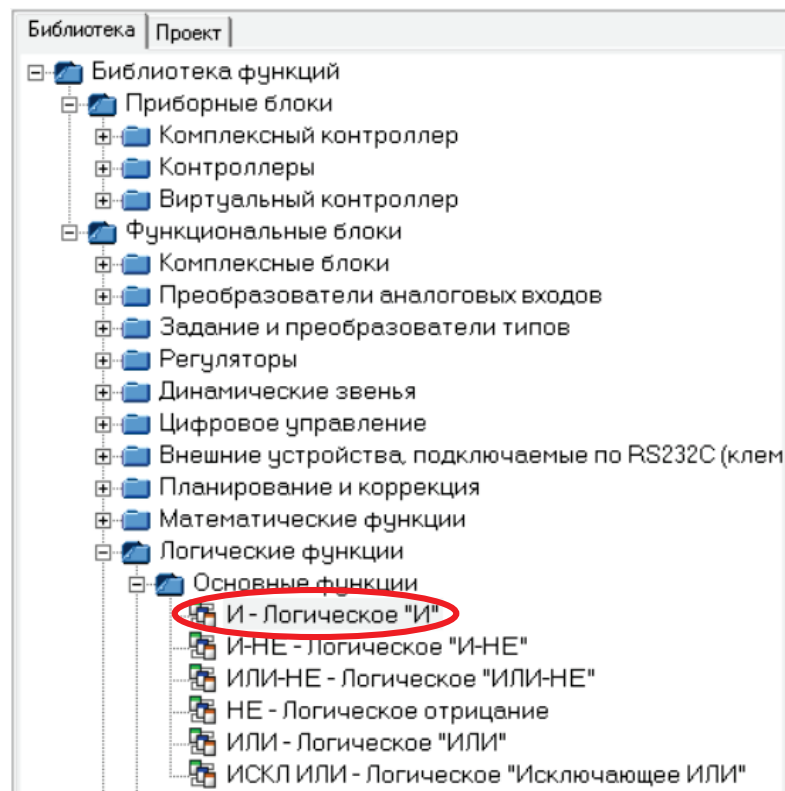 Библиотека Проект
Библиотека функций
Приборные блоки
Комплексный контроллер
Контроллеры
Виртуальный контроллер
Функциональные блоки
Комплексные блоки
Преобразователи аналоговых входов
Задание и преобразователи типов
Регуляторы
Динамические звенья
Цифровое управление
Внешние устройства, подключаемые по RS232C (клем
Планирование и коррекция
Математические функции
Логические функции
Основные функции
И - Логическое "И"
И-НЕ - Логическое "И-НЕ"
ИЛИ-НЕ - Логическое "ИЛИ-НЕ"
НЕ - Логическое отрицание
ИЛИ - Логическое "ИЛИ"
ИСКЛ ИЛИ - Логическое "Исключающее ИЛИ"